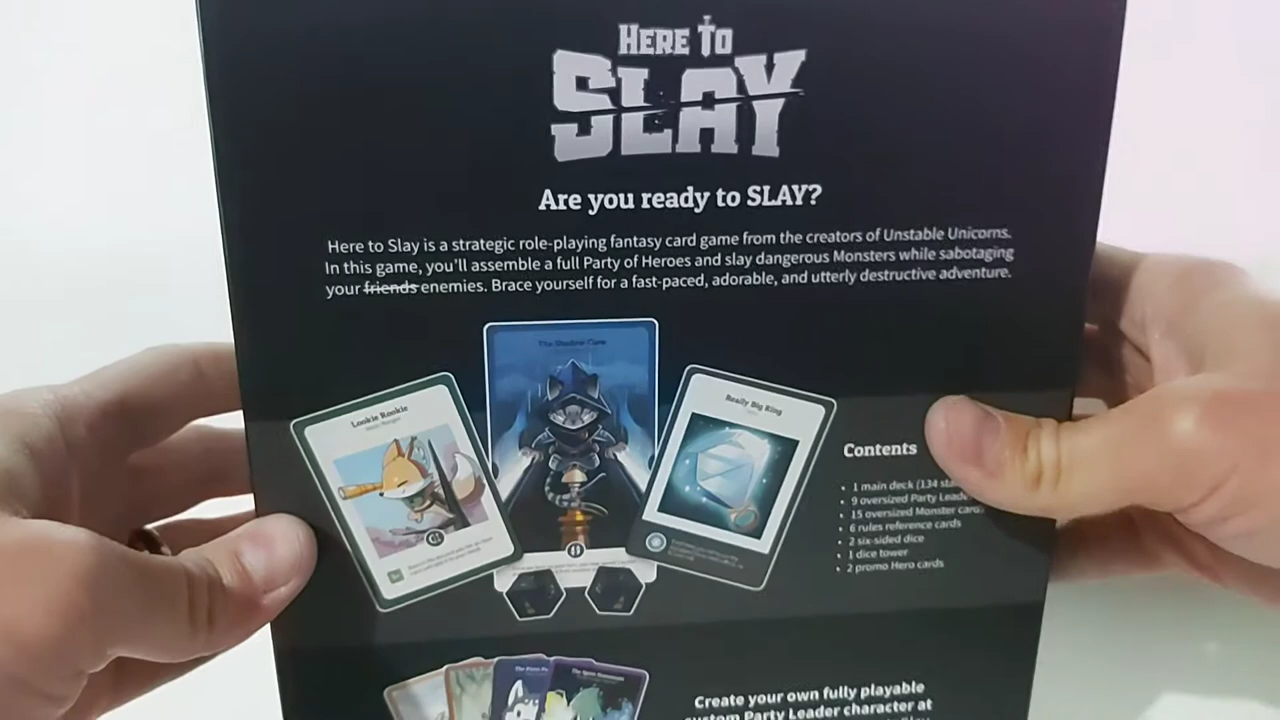 HERE TO
SLAY
Are you ready to SLAY?
Here to Slay is a strategic role-playing fantasy card game from the creators of Unstable Unicorns.
In this game, you'll assemble a full Party of Heroes and slay dangerous Monsters while sabotaging
your friends enemies. Brace yourself for a fast-paced, adorable, and utterly destructive adventure.
The Shadow Claw
Lookie Rookie
Really Big Ring
Contents
• 1 main deck (134
• 9 oversized Party
• 15 oversized Monster
• 6 rules reference cards
• 2 six-sided dice
• 1 dice tower
• 2 promo Hero cards
Create your own fully playable
custom Party Leader character at